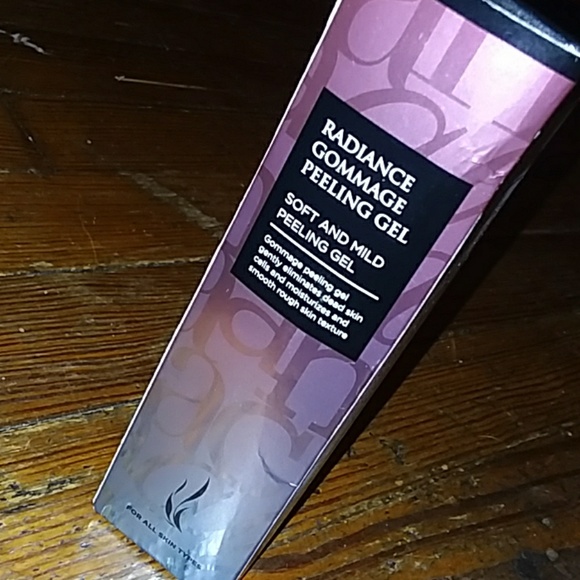 RADIANCE
GOMMAGE
PEELING GEL
SOFT AND MILD
PEELING GEL
Gommage peeling gel
gently eliminates dead skin
cells and moisturizes and
smooth rough skin texture
FOR ALL SKIN TYPES